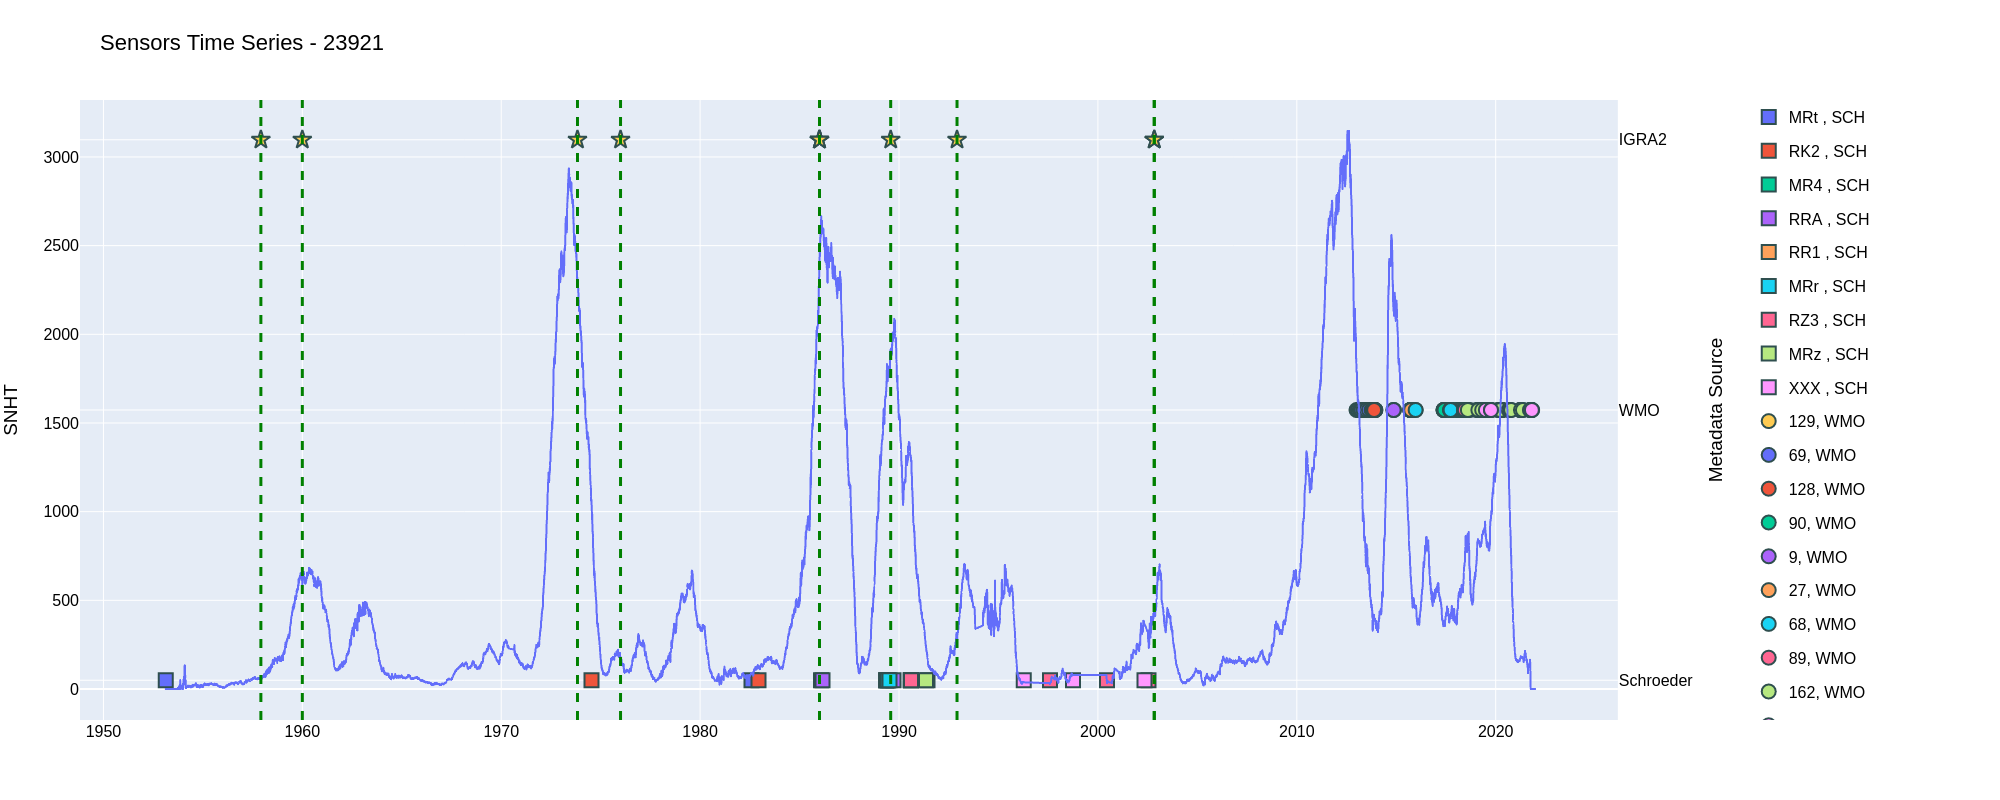 Sensors Time Series - 23921
SNHT
3000
2500
2000
1500
1000
500
0
1950 1960 1970 1980 1990 2000 2010 2020
IGRA2
WMO
Schroeder
Metadata Source
MRt , SCH
RK2 , SCH
MR4 , SCH
RRA , SCH
RR1 , SCH
MRr , SCH
RZ3 , SCH
MRz , SCH
XXX , SCH
129, WMO
69, WMO
128, WMO
90, WMO
9, WMO
27, WMO
68, WMO
89, WMO
162, WMO